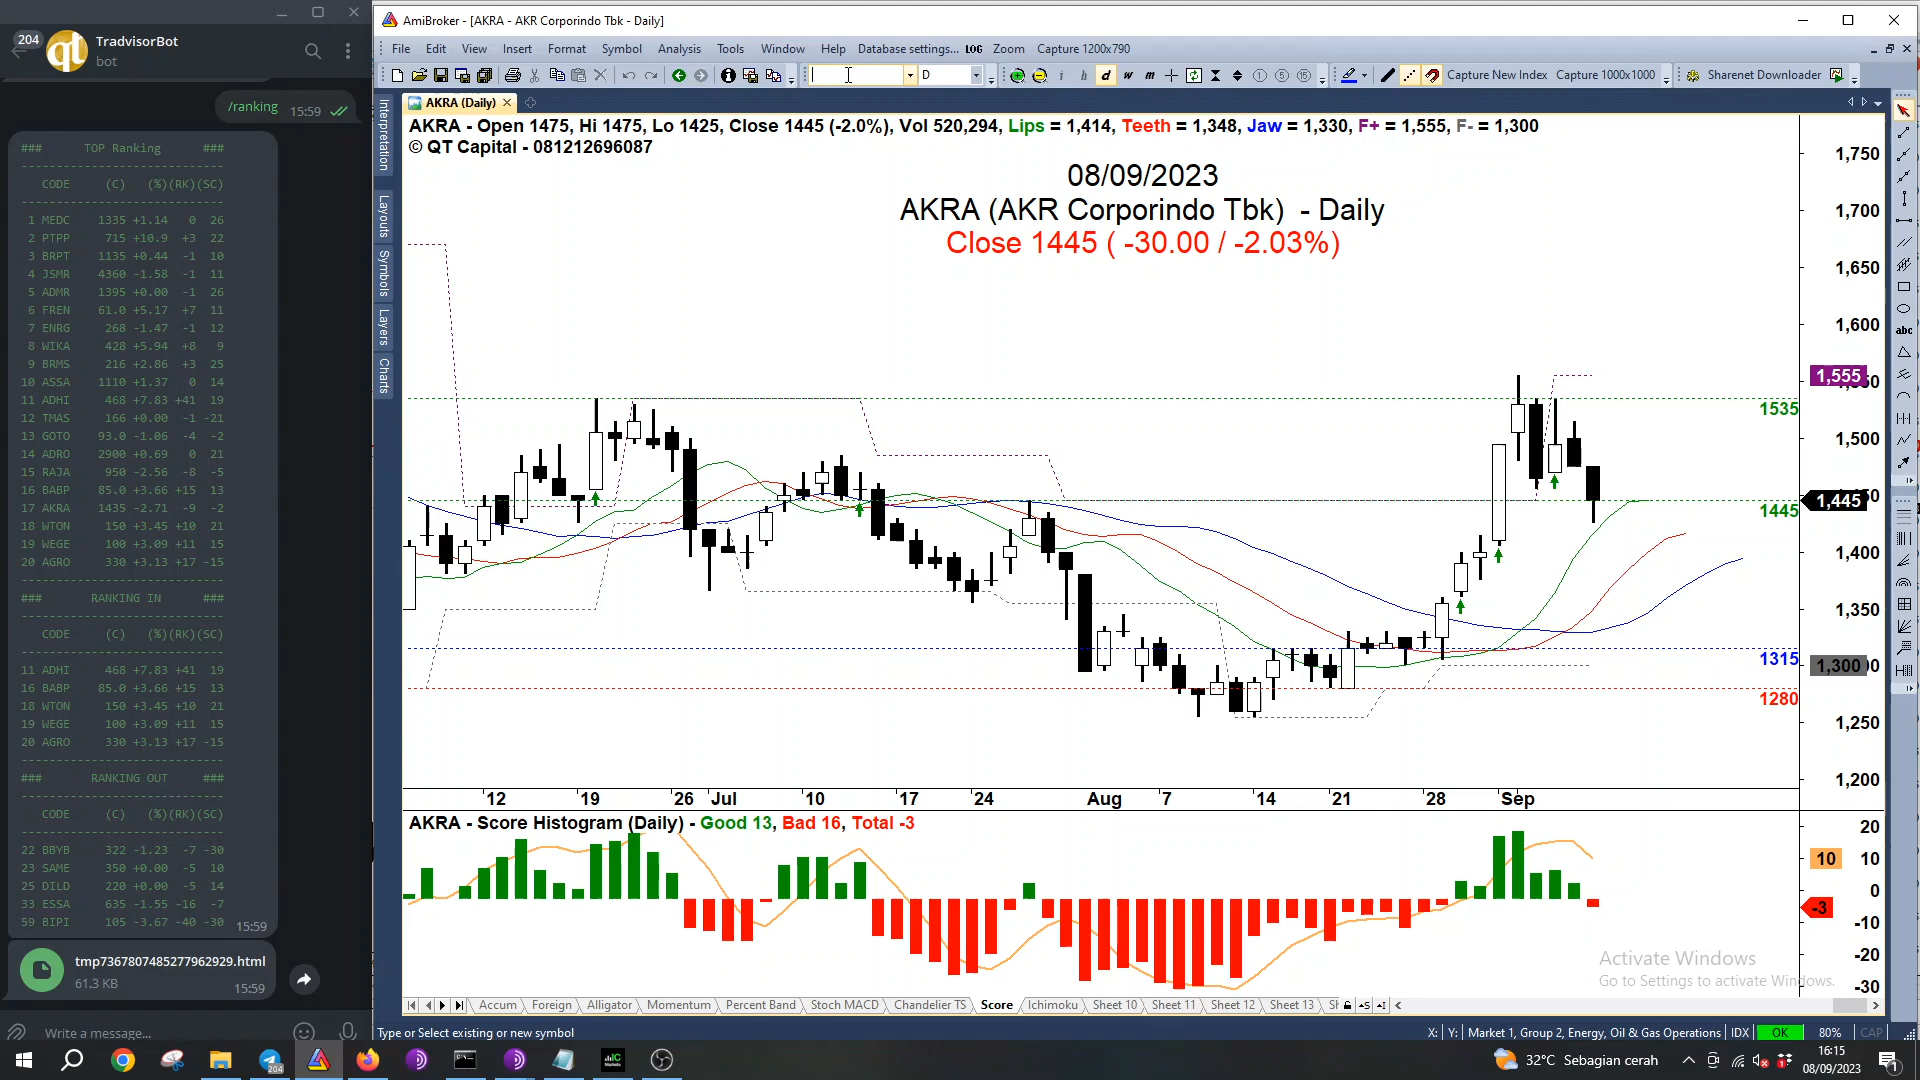 204
TradvisorBot
bot
/ranking 15:59
### TOP Ranking ###
CODE (C) (%)(RK)(SC)
1 MEDC 1335 +1.14 0 26
2 PTPP 715 +10.9 +3 22
3 BRPT 1135 +0.44 -1 10
4 JSMR 4360 -1.58 -1 11
5 ADMR 1395 +0.00 -1 26
6 FREN 61.0 +5.17 +7 11
7 ENRG 268 -1.47 -1 12
8 WIKA 428 +5.94 +8 9
9 BRMS 216 +2.86 +3 25
10 ASSA 1110 +1.37 0 14
11 ADHI 468 +7.83 +41 19
12 TMAS 166 +0.00 -1 -21
13 GOTO 93.0 -1.06 -4 -2
14 ADRO 2900 +0.69 0 21
15 RAJA 950 -2.56 -8 -5
16 BABP 85.0 +3.66 +15 13
17 AKRA 1435 -2.71 -9 -2
18 WTON 150 +3.45 +10 21
19 WEGE 100 +3.09 +11 15
20 AGRO 330 +3.13 +17 -15
### RANKING IN ###
CODE (C) (%)(RK)(SC)
11 ADHI 468 +7.83 +41 19
16 BABP 85.0 +3.66 +15 13
18 WTON 150 +3.45 +10 21
19 WEGE 100 +3.09 +11 15
20 AGRO 330 +3.13 +17 -15
### RANKING OUT ###
CODE (C) (%)(RK)(SC)
22 BBYB 322 -1.23 -7 -30
23 SAME 350 +0.00 -5 10
25 DILD 220 +0.00 -5 14
33 ESSA 635 -1.55 -16 -7
59 BIPI 105 -3.67 -40 -30
15:59
tmp7367807485277962929.html
61.3 KB 15:59
Write a message...
AmiBroker - [AKRA - AKR Corporindo Tbk - Daily]
File Edit View Insert Format Symbol Analysis Tools Window Help Database settings... LOG Zoom Capture 1200x790
D
i h d w m
Capture New Index Capture 1000x1000 Sharenet Downloader
AKRA (Daily)
Interpretation
Layouts
Symbols
Layers
Charts
AKRA - Open 1475, Hi 1475, Lo 1425, Close 1445 (-2.0%), Vol 520,294, Lips = 1,414, Teeth = 1,348, Jaw = 1,330, F+ = 1,555, F- = 1,300
© QT Capital - 081212696087
08/09/2023
AKRA (AKR Corporindo Tbk) - Daily
Close 1445 ( -30.00 / -2.03%)
1,750
1,700
1,650
1,600
1,555
1535
1,500
1,445
1445
1,400
1,350
1315
1,300
1280
1,250
1,200
12 19 26 Jul 10 17 24 Aug 7 14 21 28 Sep
AKRA - Score Histogram (Daily) - Good 13, Bad 16, Total -3
20
10 10
0
-3
-10
-20
-30
abc
Activate Windows
Go to Settings to activate Windows.
Accum Foreign Alligator Momentum Percent Band Stoch MACD Chandelier TS Score Ichimoku Sheet 10 Sheet 11 Sheet 12 Sheet 13
Type or Select existing or new symbol
X: Y: Market 1, Group 2, Energy, Oil & Gas Operations IDX OK 80% CAP
204
32°C Sebagian cerah
16:15
08/09/2023
1